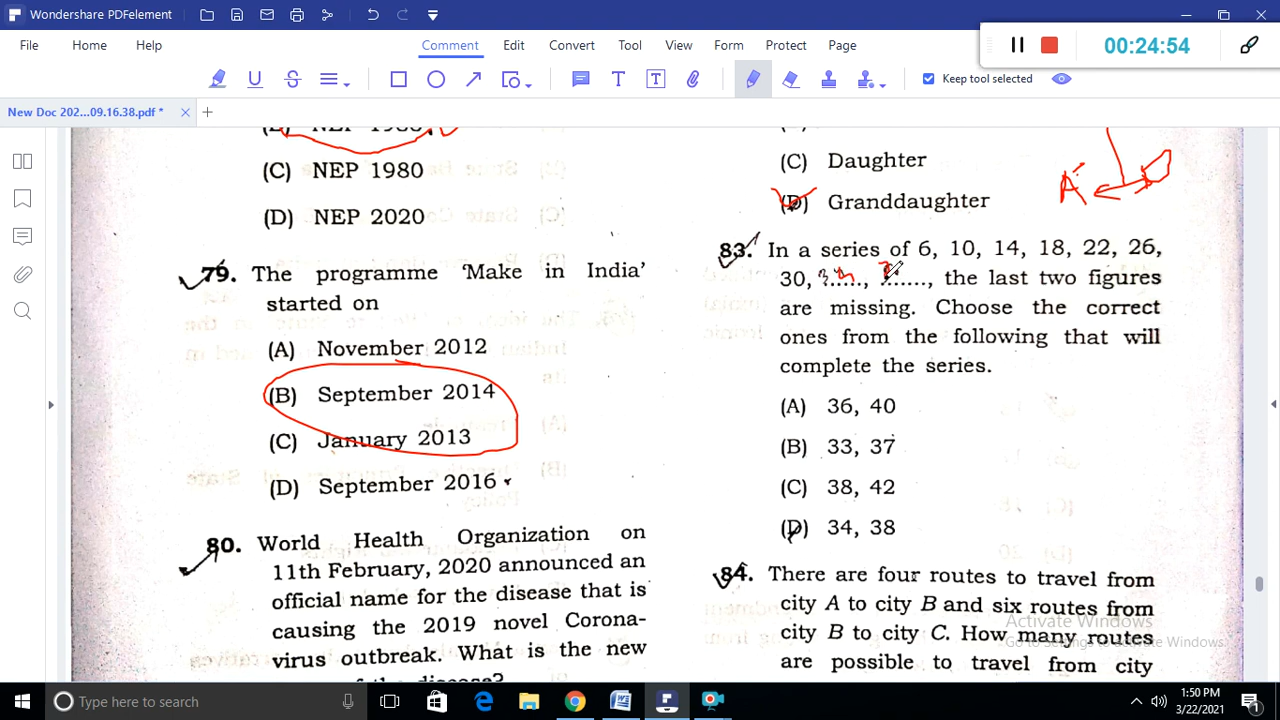 Wondershare PDFelement
File Home Help Comment Edit Convert Tool View Form Protect Page
00:24:54
Keep tool selected
New Doc 202...09.16.38.pdf *
(C) NEP 1980
(D) NEP 2020
79. The programme ‘Make in India’
started on
(A) November 2012
(B) September 2014
(C) January 2013
(D) September 2016
80. World Health Organization on
11th February, 2020 announced an
official name for the disease that is
causing the 2019 novel Corona-
virus outbreak. What is the new
(C) Daughter
(D) Granddaughter
A
83. In a series of 6, 10, 14, 18, 22, 26,
30, ......, ......., the last two figures
are missing. Choose the correct
ones from the following that will
complete the series.
(A) 36, 40
(B) 33, 37
(C) 38, 42
(D) 34, 38
84. There are four routes to travel from
city A to city B and six routes from
city B to city C. How many routes
are possible to travel from city
Activate Windows
Go to Settings to activate Windows.
Type here to search
1:50 PM
3/22/2021